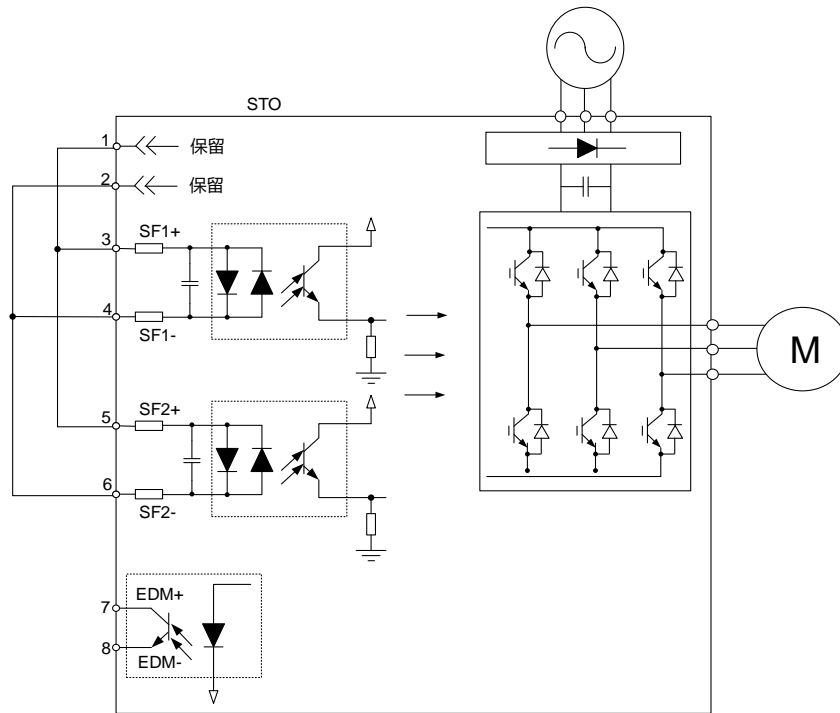 STO
1
保留
2
保留
3
SF1+
4
SF1-
5
SF2+
6
SF2-
7
EDM+
8
EDM-
M